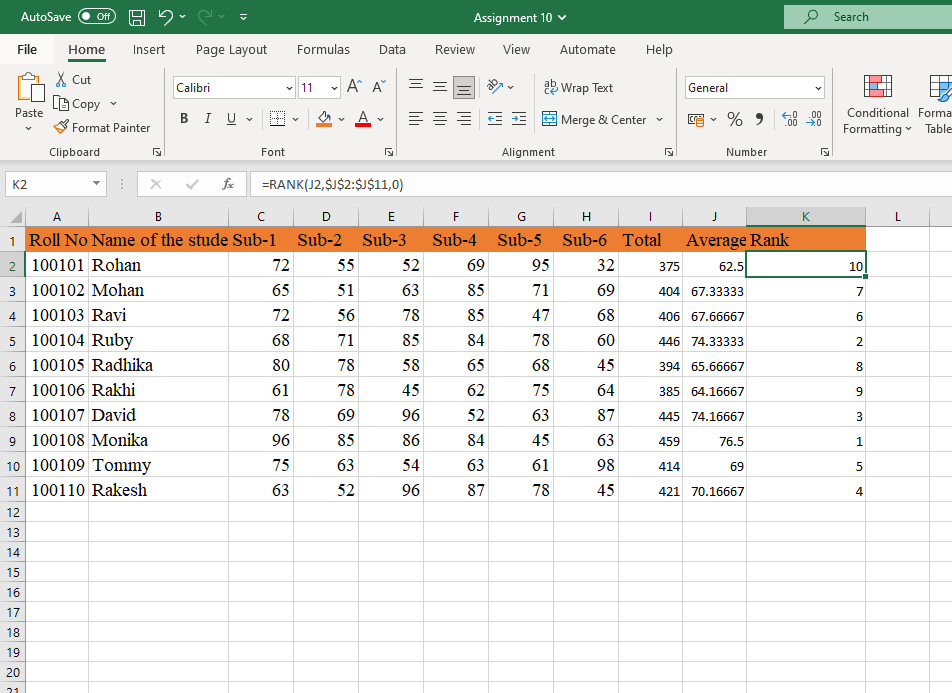 AutoSave Off Assignment 10 Search
File Home Insert Page Layout Formulas Data Review View Automate Help
Paste Cut
Copy
Format Painter
Clipboard
Calibri 11 A^ A˅
B I U A
Font
ab Wrap Text
Merge & Center
Alignment
General
% 9
Number
Conditional Formatting
Forma
Table
K2 fx =RANK(J2,$J$2:$J$11,0)
A B C D E F G H I J K L
1 Roll No Name of the stude Sub-1 Sub-2 Sub-3 Sub-4 Sub-5 Sub-6 Total Average Rank
2 100101 Rohan 72 55 52 69 95 32 375 62.5 10
3 100102 Mohan 65 51 63 85 71 69 404 67.33333 7
4 100103 Ravi 72 56 78 85 47 68 406 67.66667 6
5 100104 Ruby 68 71 85 84 78 60 446 74.33333 2
6 100105 Radhika 80 78 58 65 68 45 394 65.66667 8
7 100106 Rakhi 61 78 45 62 75 64 385 64.16667 9
8 100107 David 78 69 96 52 63 87 445 74.16667 3
9 100108 Monika 96 85 86 84 45 63 459 76.5 1
10 100109 Tommy 75 63 54 63 61 98 414 69 5
11 100110 Rakesh 63 52 96 87 78 45 421 70.16667 4
12
13
14
15
16
17
18
19
20
21